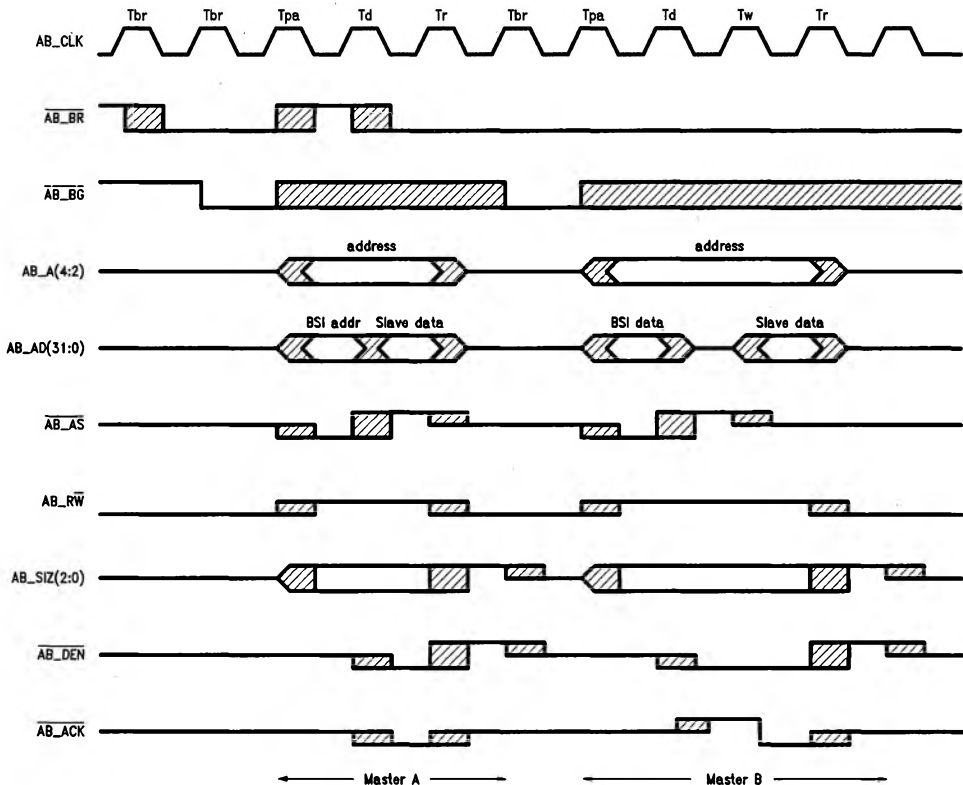 Tbr Tbr Tpa Td Tr Tbr Tpa Td Tw Tr
AB_CLK
AB_BR
AB_BG
address address
AB_A(4:2)
BSI addr Slave data BSI data Slave data
AB_AD(31:0)
AB_AS
AB_RW
AB_SIZ(2:0)
AB_DEN
AB_ACK
Master A Master B